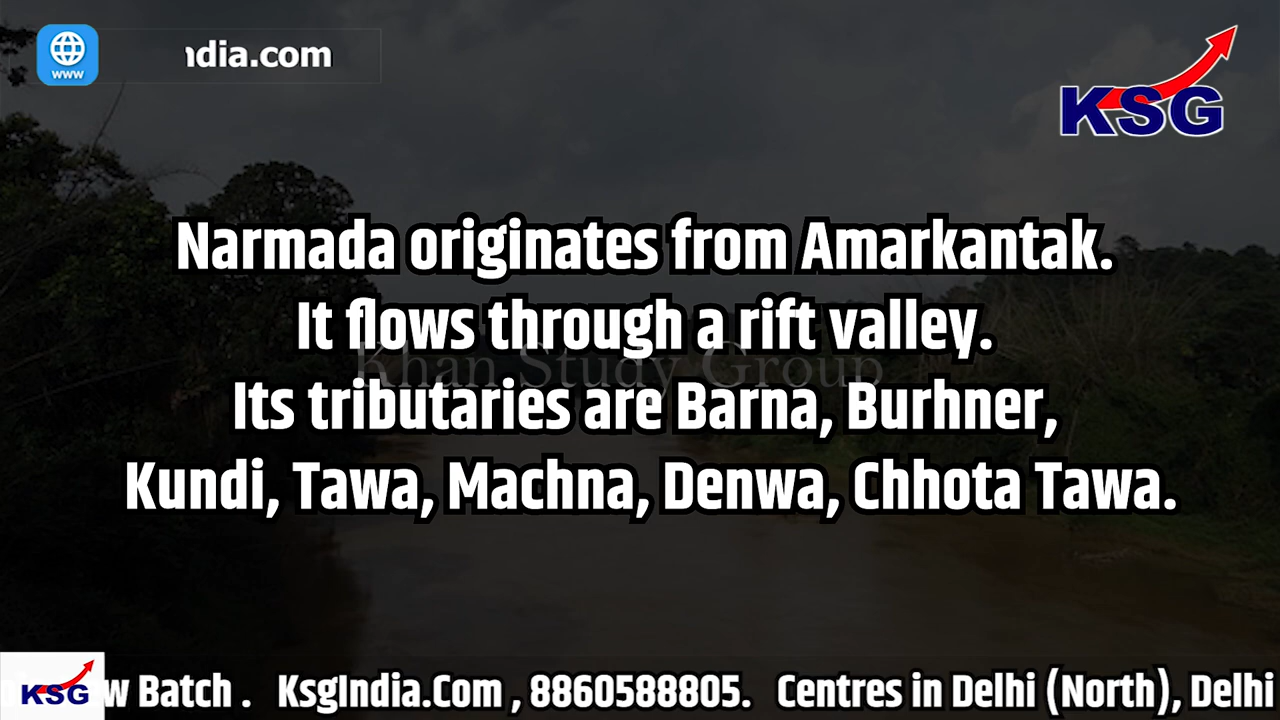 www
ndia.com
KSG
Narmada originates from Amarkantak.
It flows through a rift valley.
Khan Study Group
Its tributaries are Barna, Burhner,
Kundi, Tawa, Machna, Denwa, Chhota Tawa.
KSG
w Batch .   KsgIndia.Com , 8860588805.   Centres in Delhi (North), Delhi